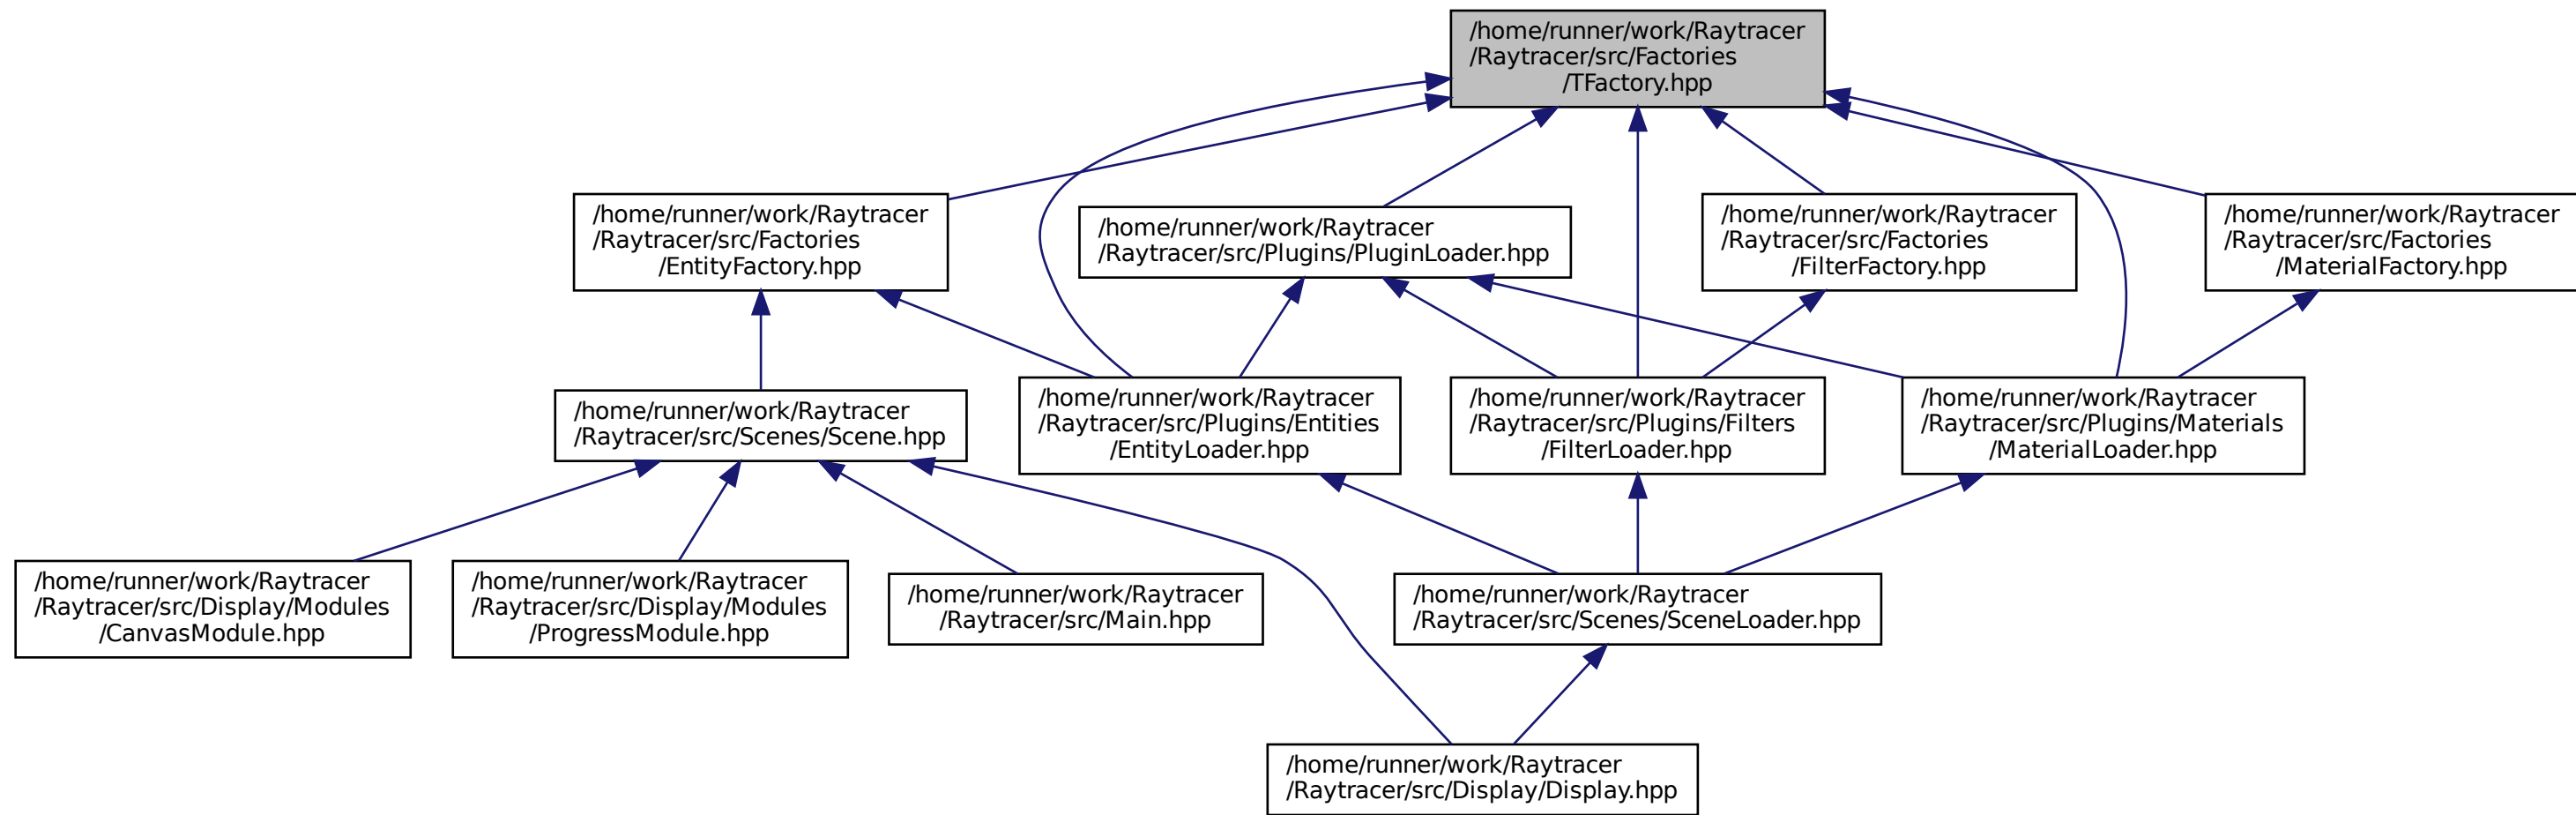 /home/runner/work/Raytracer
/Raytracer/src/Factories
/TFactory.hpp
/home/runner/work/Raytracer
/Raytracer/src/Factories
/EntityFactory.hpp
/home/runner/work/Raytracer
/Raytracer/src/Plugins/PluginLoader.hpp
/home/runner/work/Raytracer
/Raytracer/src/Factories
/FilterFactory.hpp
/home/runner/work/Raytracer
/Raytracer/src/Factories
/MaterialFactory.hpp
/home/runner/work/Raytracer
/Raytracer/src/Scenes/Scene.hpp
/home/runner/work/Raytracer
/Raytracer/src/Plugins/Entities
/EntityLoader.hpp
/home/runner/work/Raytracer
/Raytracer/src/Plugins/Filters
/FilterLoader.hpp
/home/runner/work/Raytracer
/Raytracer/src/Plugins/Materials
/MaterialLoader.hpp
/home/runner/work/Raytracer
/Raytracer/src/Display/Modules
/CanvasModule.hpp
/home/runner/work/Raytracer
/Raytracer/src/Display/Modules
/ProgressModule.hpp
/home/runner/work/Raytracer
/Raytracer/src/Main.hpp
/home/runner/work/Raytracer
/Raytracer/src/Scenes/SceneLoader.hpp
/home/runner/work/Raytracer
/Raytracer/src/Display/Display.hpp